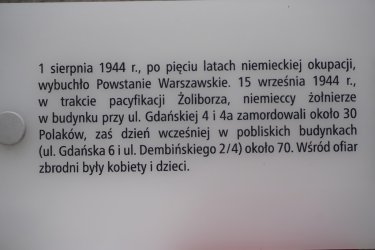 1 sierpnia 1944 r., po pięciu latach niemieckiej okupacji,
wybuchło Powstanie Warszawskie. 15 września 1944 r.,
w trakcie pacyfikacji Żoliborza, niemieccy żołnierze
w budynku przy ul. Gdańskiej 4 i 4a zamordowali około 30
Polaków, zaś dzień wcześniej w pobliskich budynkach
(ul. Gdańska 6 i ul. Dembińskiego 2/4) około 70. Wśród ofiar
zbrodni były kobiety i dzieci.